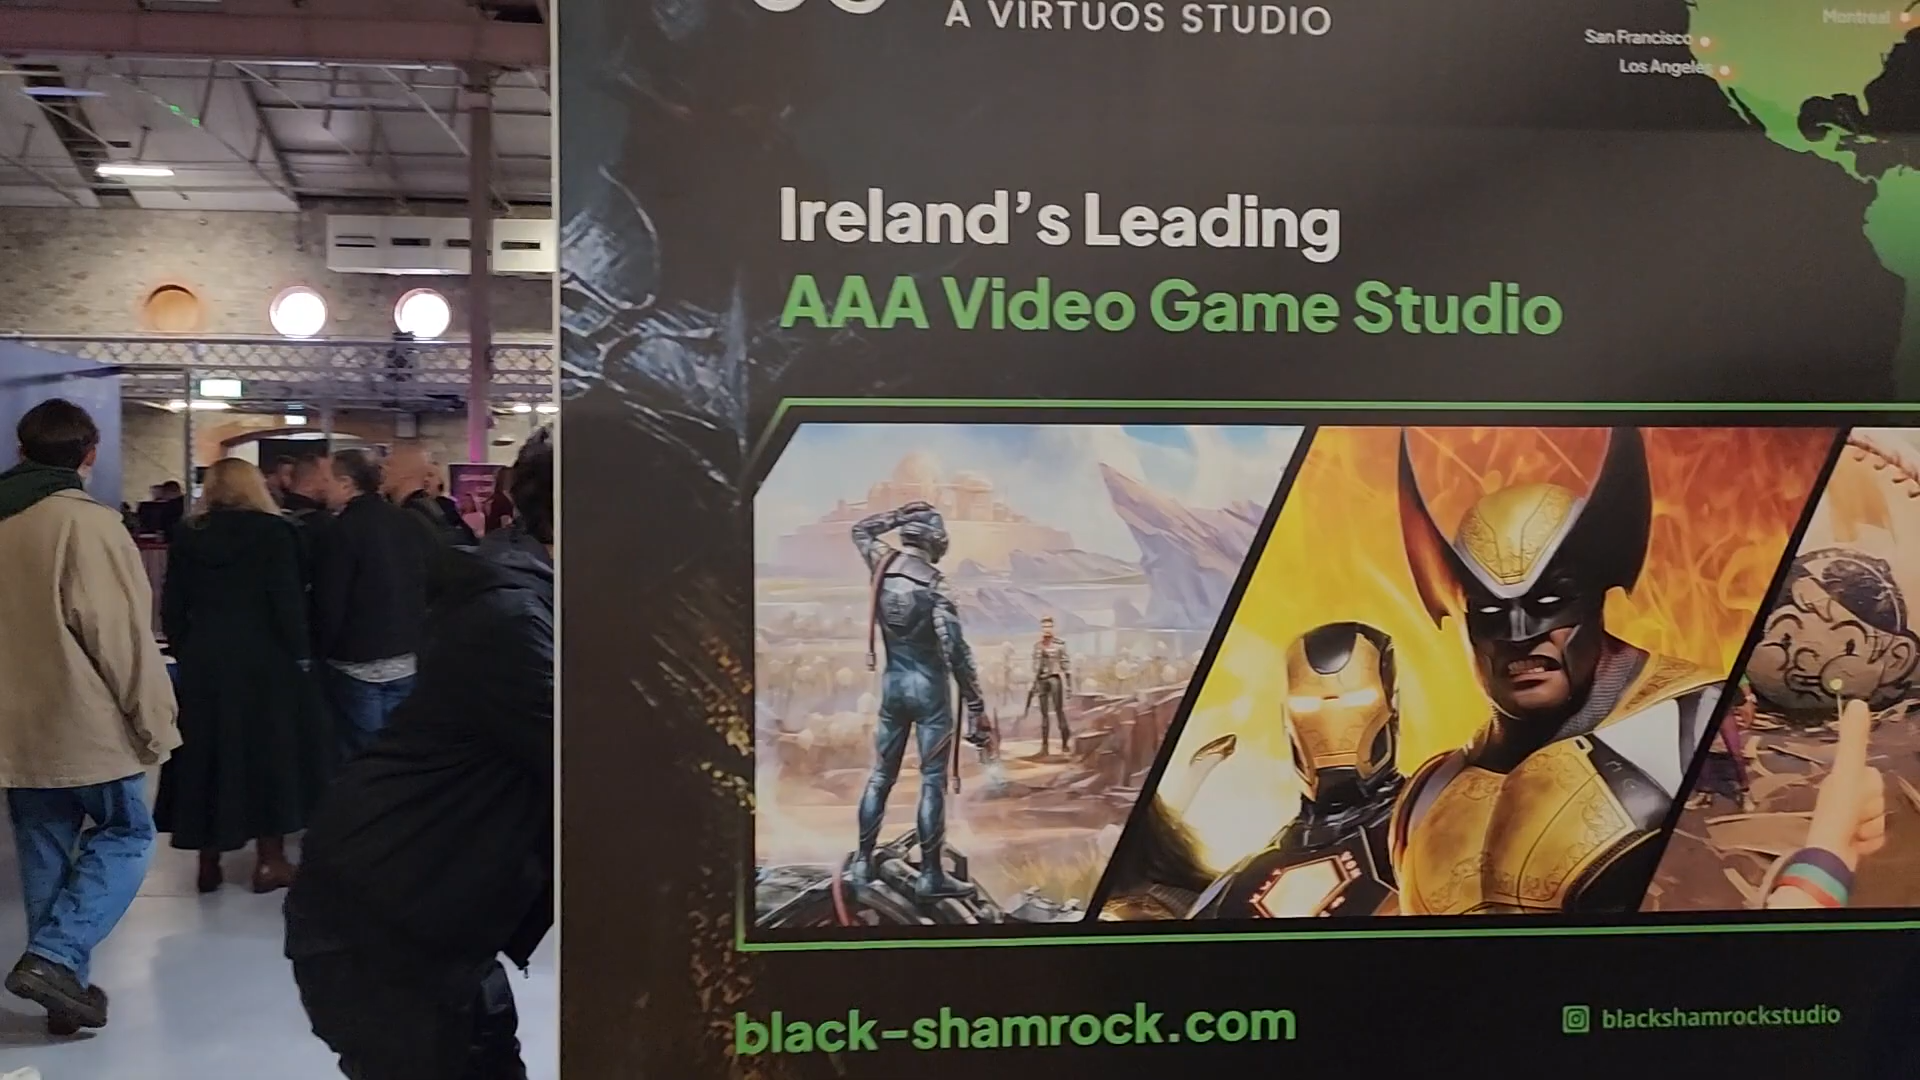 A VIRTUOS STUDIO
Montreal
San Francisco
Los Angeles
Ireland's Leading
AAA Video Game Studio
black-shamrock.com
blackshamrockstudio